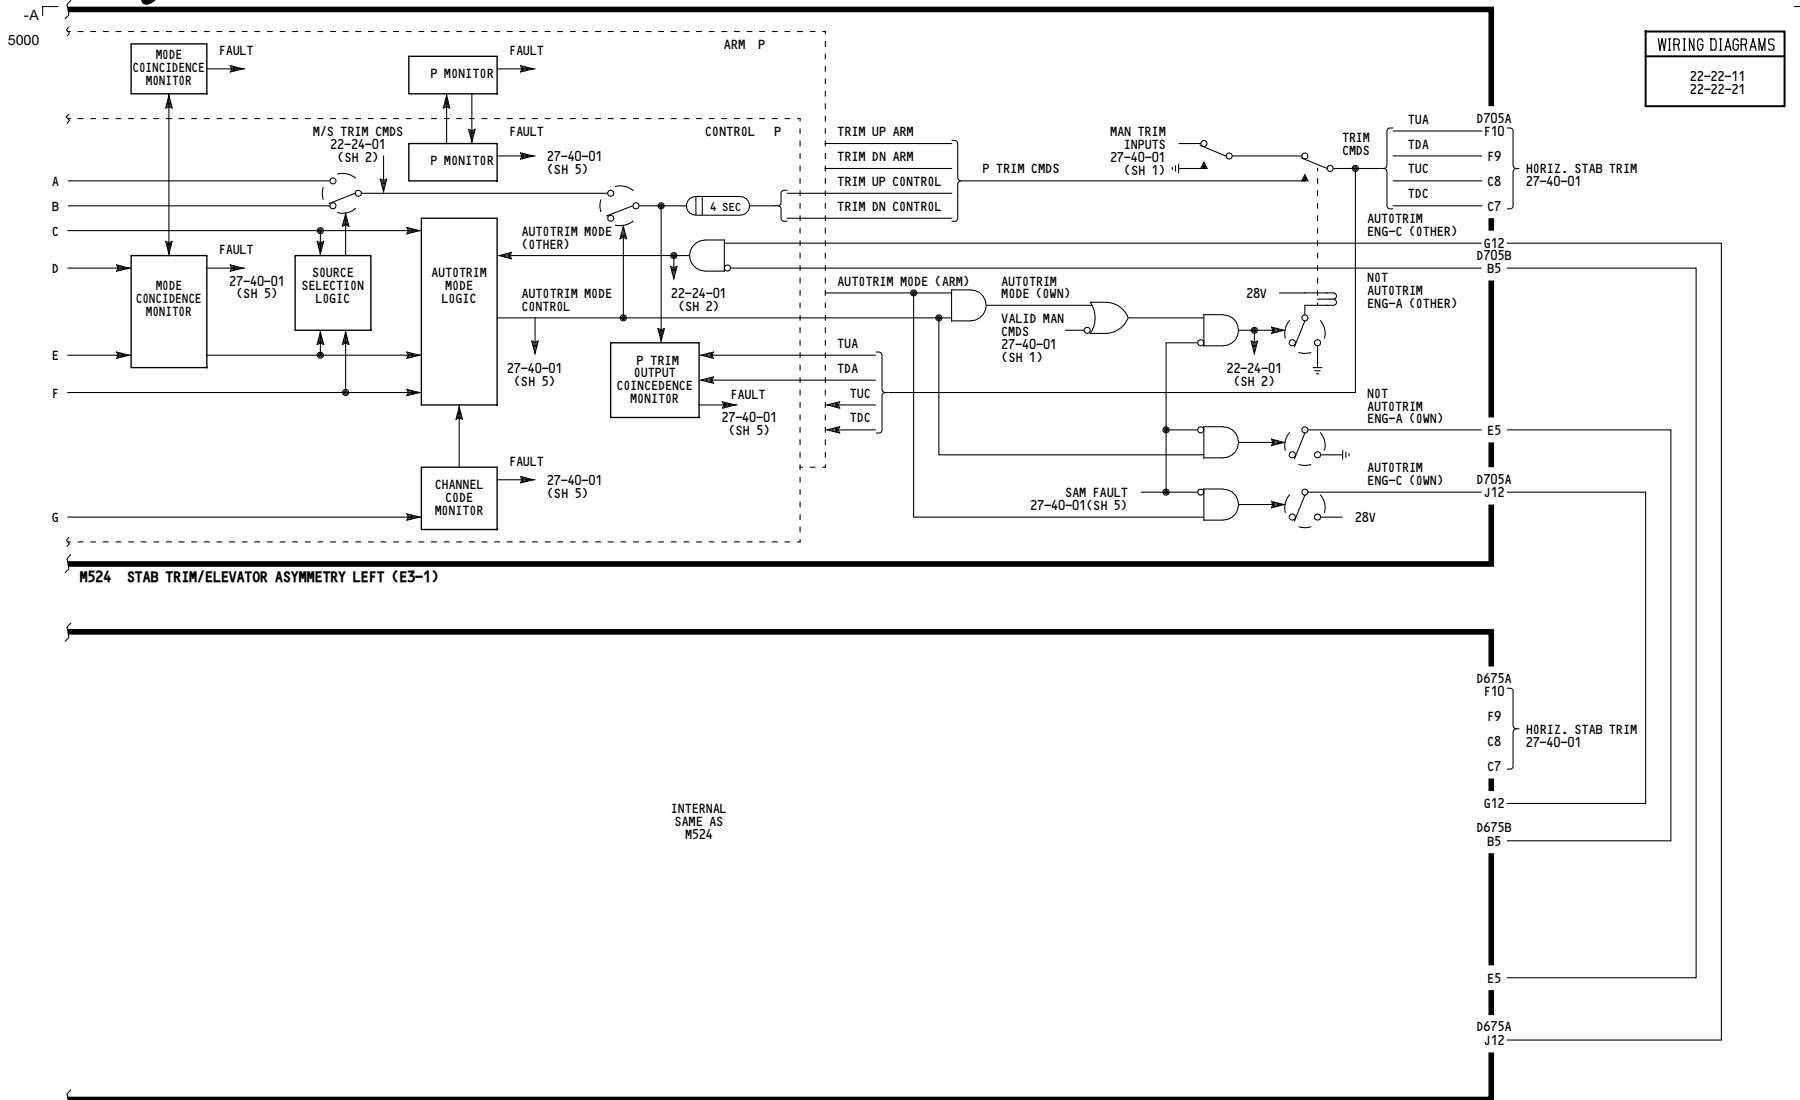 -A
5000
WIRING DIAGRAMS
22-22-11
22-22-21
ARM P
MODE
COINCIDENCE
MONITOR
FAULT
P MONITOR
FAULT
CONTROL P
M/S TRIM CMDS
22-24-01
(SH 2)
P MONITOR
FAULT
27-40-01
(SH 5)
TRIM UP ARM
TRIM DN ARM
TRIM UP CONTROL
TRIM DN CONTROL
P TRIM CMDS
MAN TRIM
INPUTS
27-40-01
(SH 1)
TRIM
CMDS
TUA
TDA
TUC
TDC
D705A
F10
F9
C8
C7
HORIZ. STAB TRIM
27-40-01
A
B
C
D
E
F
G
4 SEC
AUTOTRIM
ENG-C (OTHER)
G12
D705B
B5
MODE
CONCIDENCE
MONITOR
FAULT
27-40-01
(SH 5)
SOURCE
SELECTION
LOGIC
AUTOTRIM
MODE
LOGIC
AUTOTRIM MODE
(OTHER)
AUTOTRIM MODE
CONTROL
22-24-01
(SH 2)
27-40-01
(SH 5)
AUTOTRIM MODE (ARM)
AUTOTRIM
MODE (OWN)
VALID MAN
CMDS
27-40-01
(SH 1)
28V
NOT
AUTOTRIM
ENG-A (OTHER)
22-24-01
(SH 2)
P TRIM
OUTPUT
COINCEDENCE
MONITOR
FAULT
27-40-01
(SH 5)
TUA
TDA
TUC
TDC
NOT
AUTOTRIM
ENG-A (OWN)
E5
CHANNEL
CODE
MONITOR
FAULT
27-40-01
(SH 5)
SAM FAULT
27-40-01(SH 5)
AUTOTRIM
ENG-C (OWN)
D705A
J12
28V
M524 STAB TRIM/ELEVATOR ASYMMETRY LEFT (E3-1)
D675A
F10
F9
C8
C7
HORIZ. STAB TRIM
27-40-01
INTERNAL
SAME AS
M524
G12
D675B
B5
E5
D675A
J12